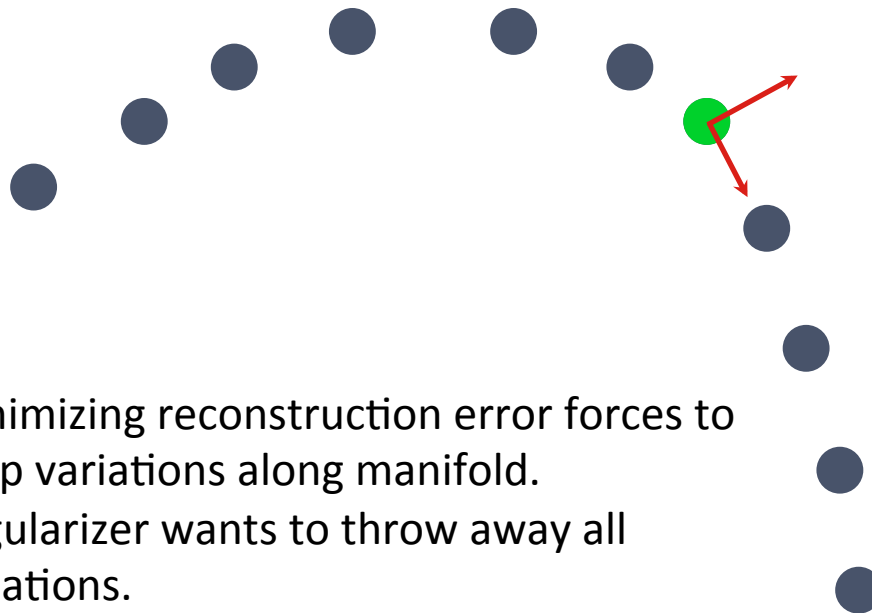 nimizing reconstruction error forces to
p variations along manifold.
gularizer wants to throw away all
ations.